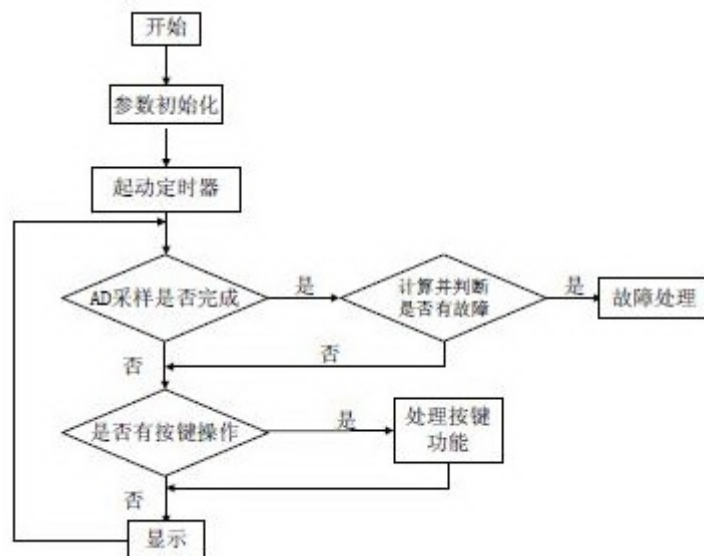 开始
参数初始化
起动定时器
AD采样是否完成
是
计算并判断
是否有故障
是
故障处理
否
否
是否有按键操作
是
处理按键
功能
否
显示